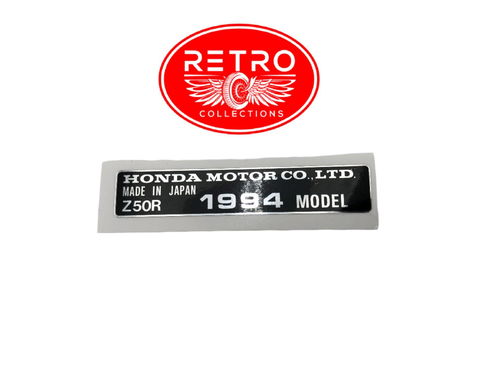 RETRO
COLLECTIONS
HONDA MOTOR CO., LTD.
MADE IN JAPAN
Z50R 1994 MODEL